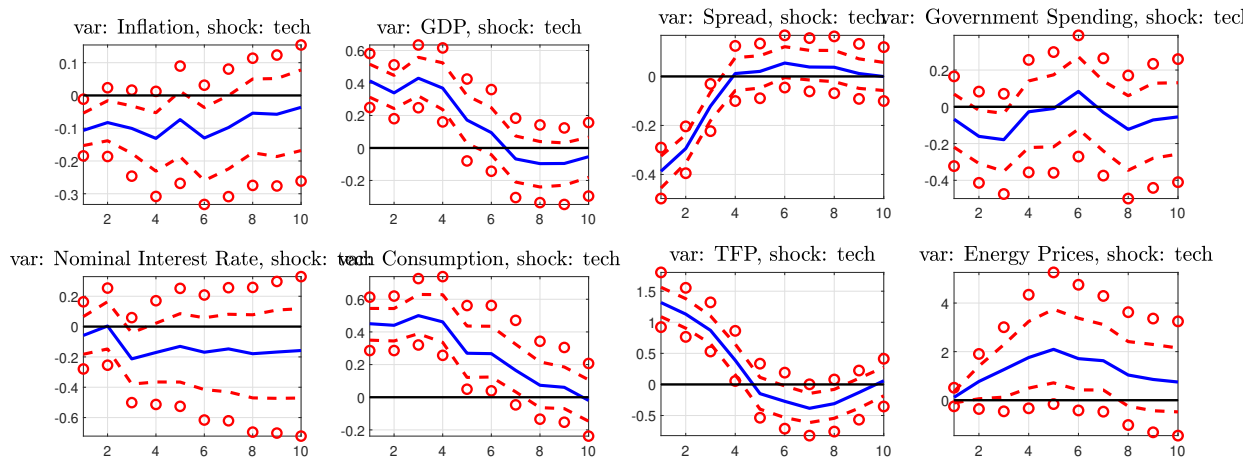 var: Inflation, shock: tech
0.1
0
-0.1
-0.2
-0.3
2 4 6 8 10
var: GDP, shock: tech
0.6
0.4
0.2
0
-0.2
2 4 6 8 10
var: Spread, shock: tech
0
-0.2
-0.4
2 4 6 8 10
var: Government Spending, shock: tech
0.2
0
-0.2
-0.4
2 4 6 8 10
var: Nominal Interest Rate, shock: tech
0.2
0
-0.2
-0.4
-0.6
2 4 6 8 10
var: Consumption, shock: tech
0.6
0.4
0.2
0
-0.2
2 4 6 8 10
var: TFP, shock: tech
1.5
1
0.5
0
-0.5
2 4 6 8 10
var: Energy Prices, shock: tech
4
2
0
2 4 6 8 10